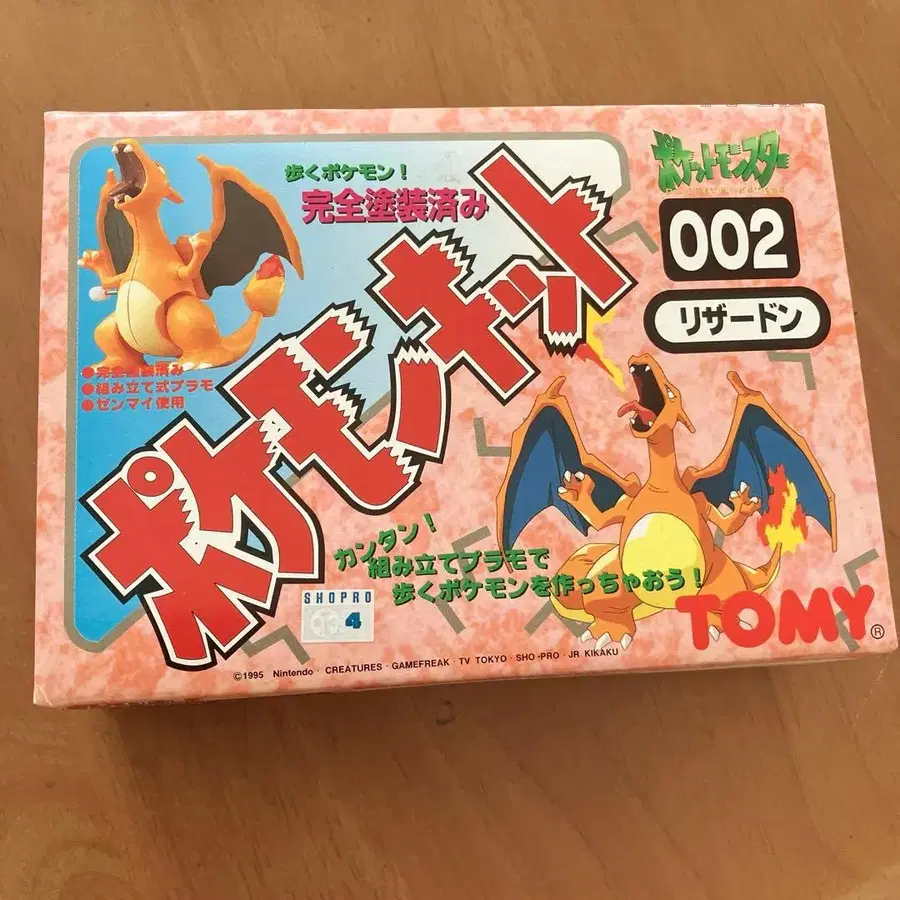 歩くポケモン!
完全塗装済み
ポケットモンスター
002
リザードン
ポケモンキット
●完全塗装済み
●組み立て式プラモ
●ゼンマイ使用
カンタン!
組み立てプラモで
歩くポケモンを作っちゃおう!
SHOPRO
4
TOMY®
©1995 Nintendo · CREATURES · GAMEFREAK · TV TOKYO · SHO-PRO · JR KIKAKU